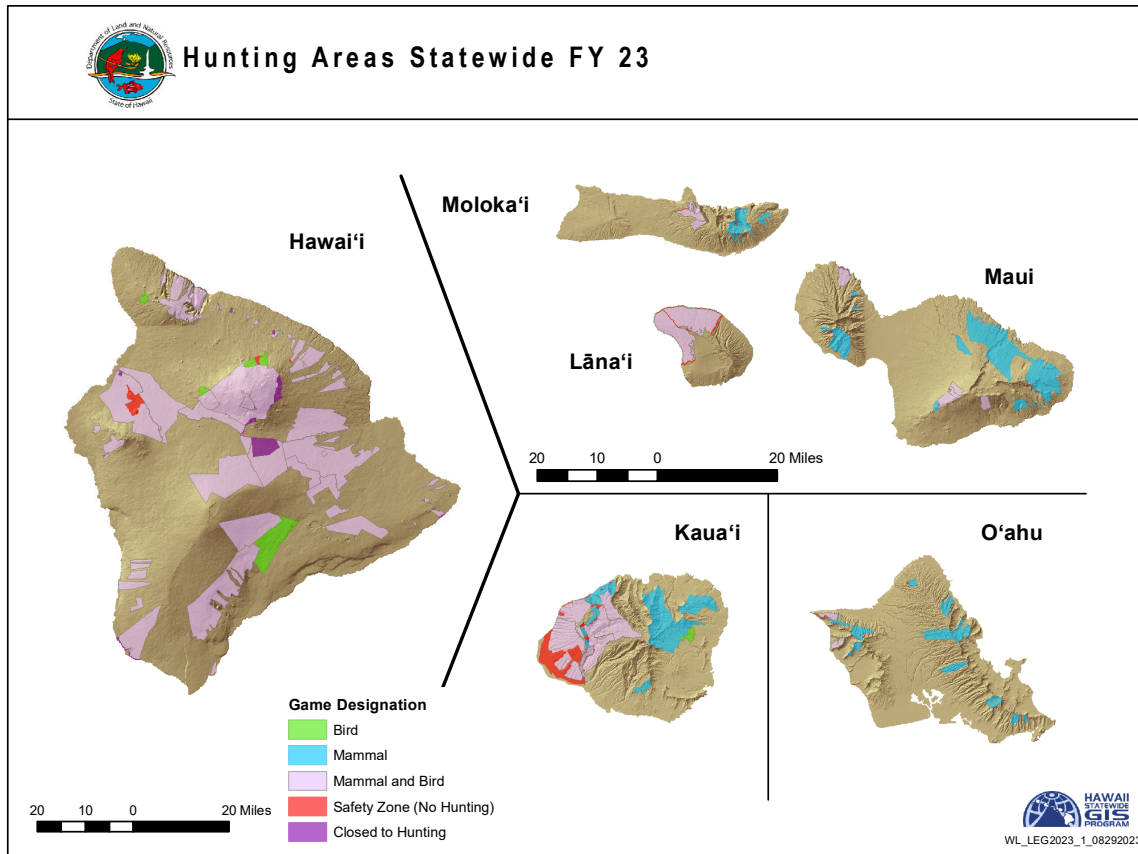 Department of Land and Natural Resources
State of Hawaii
Hunting Areas Statewide FY 23
Hawaiʻi
Molokaʻi
Maui
Lānaʻi
20 10 0 20 Miles
Kauaʻi
Oʻahu
Game Designation
Bird
Mammal
Mammal and Bird
Safety Zone (No Hunting)
Closed to Hunting
20 10 0 20 Miles
HAWAII
STATEWIDE
GIS
PROGRAM
WL_LEG2023_1_08292023